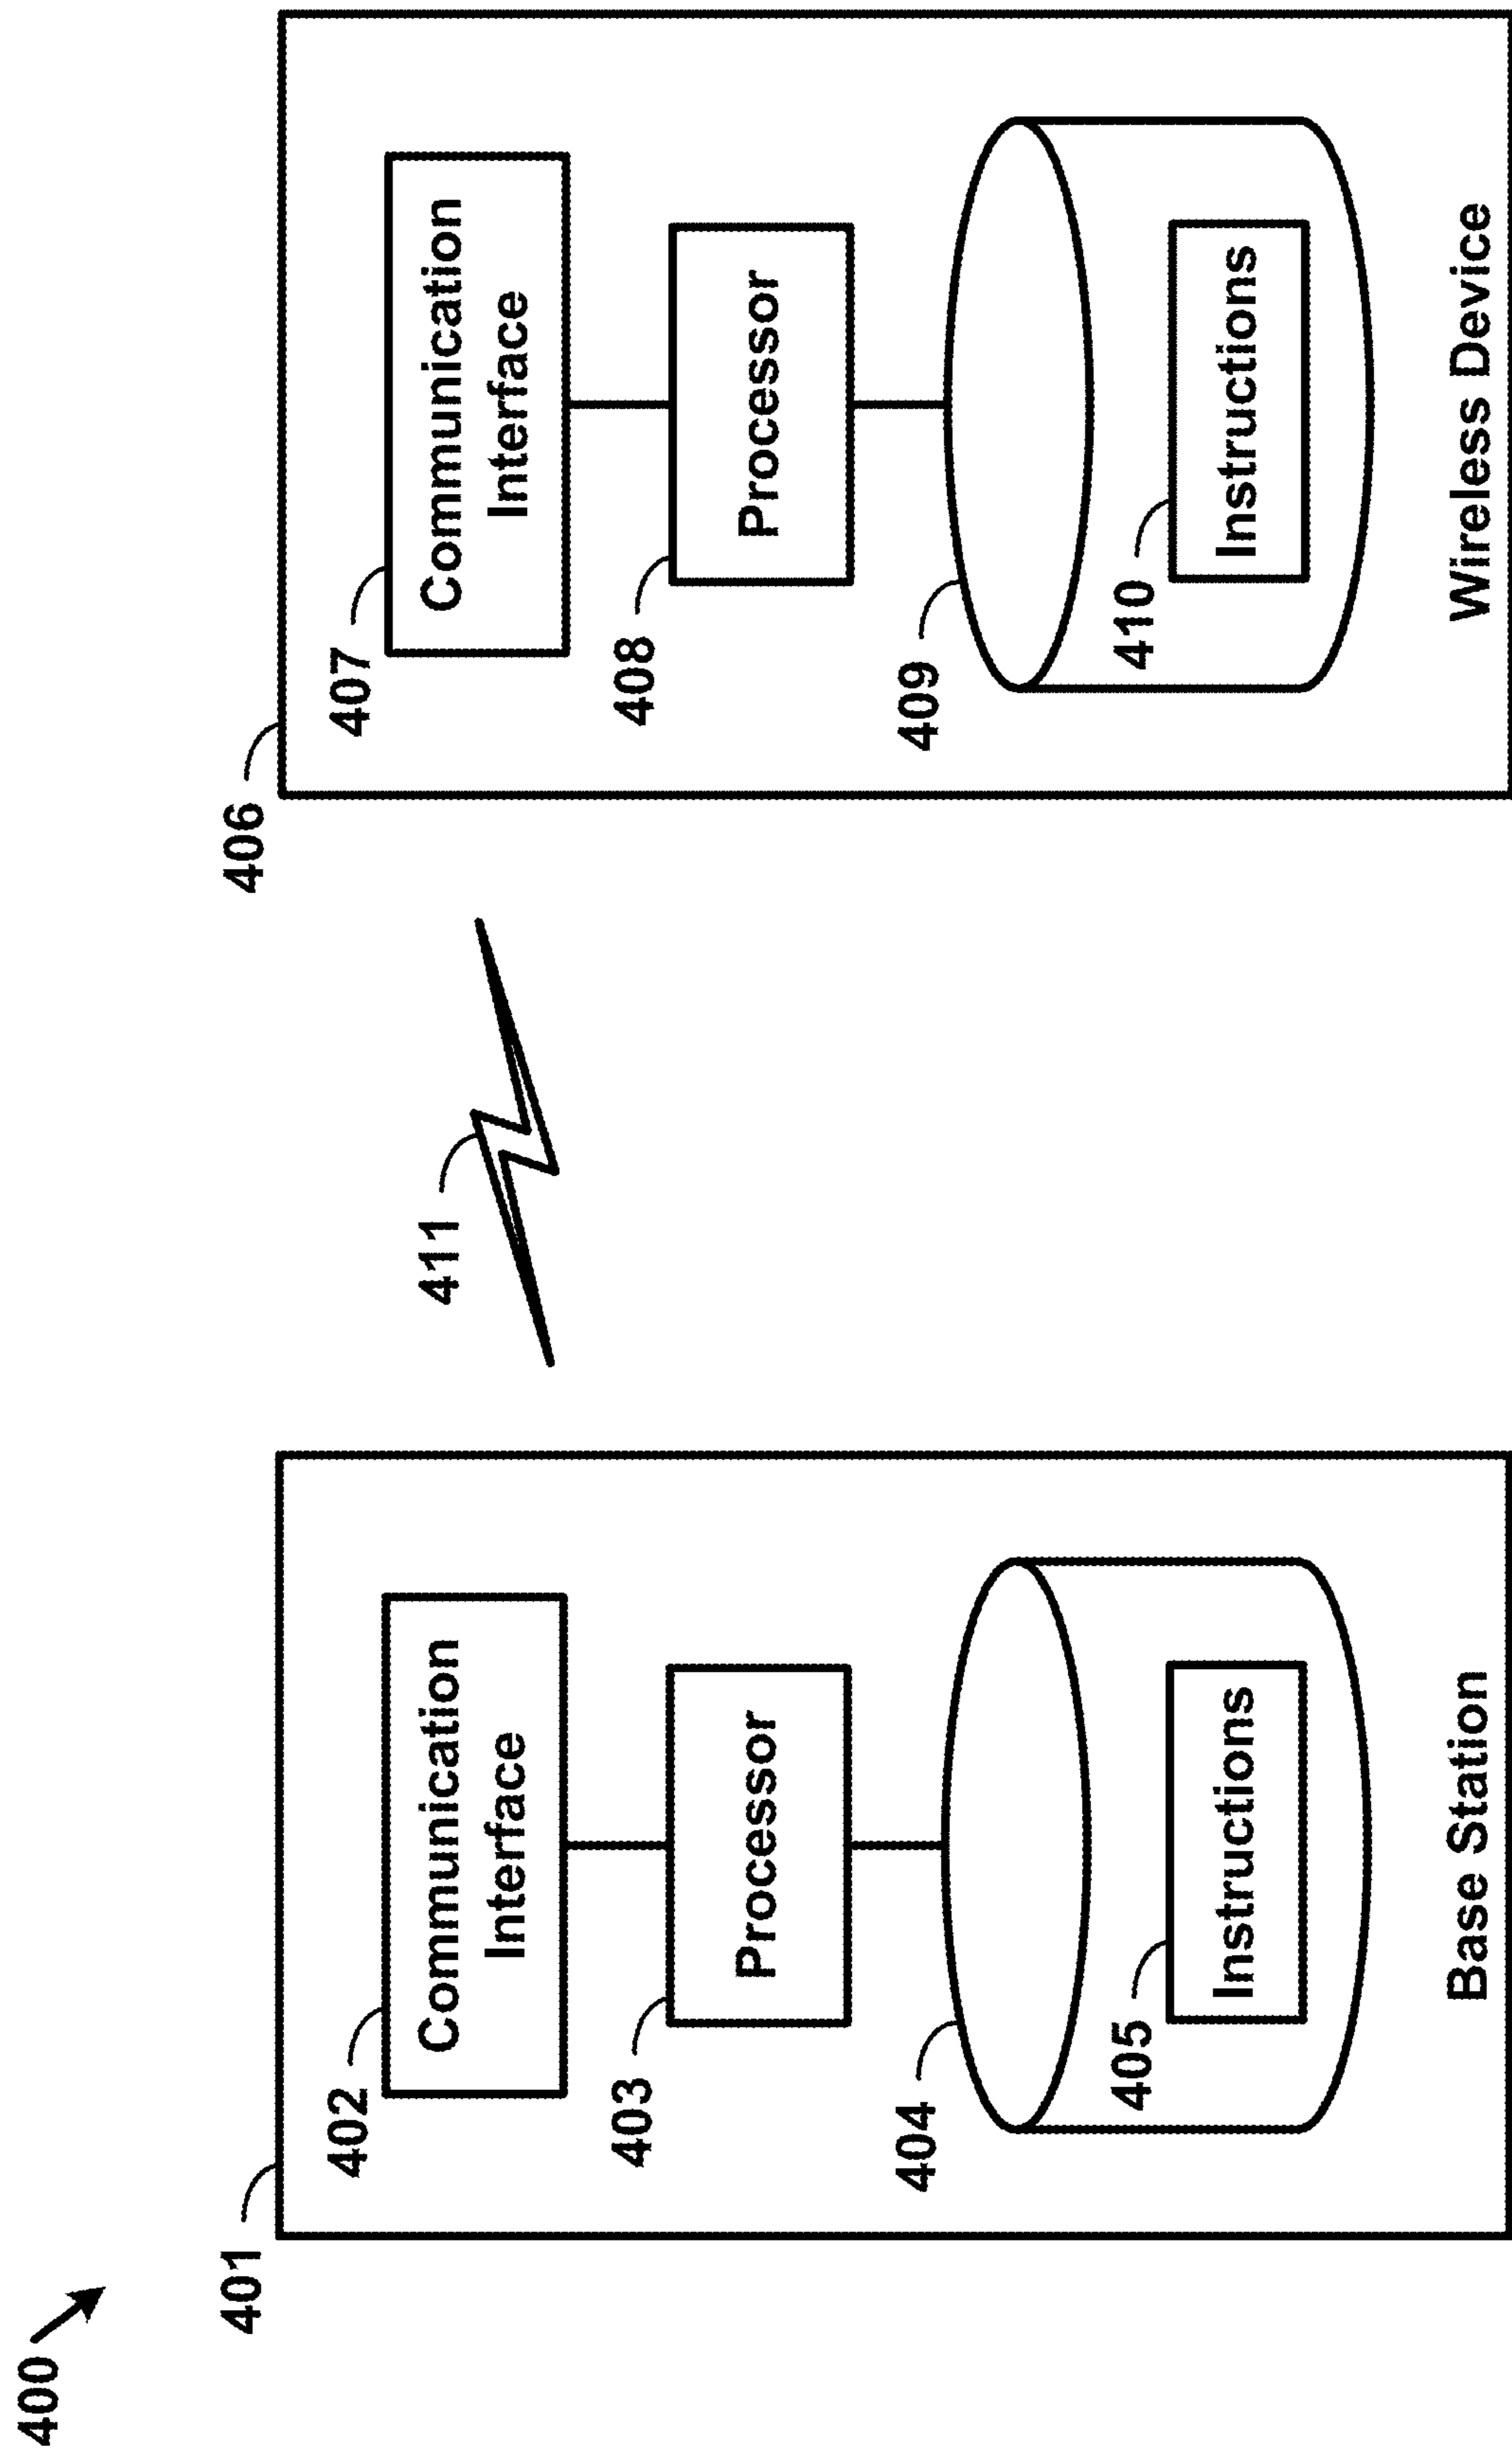 400
401
402
Communication
Interface
403
Processor
404
405
Instructions
Base Station
411
406
407
Communication
Interface
408
Processor
409
410
Instructions
Wireless Device